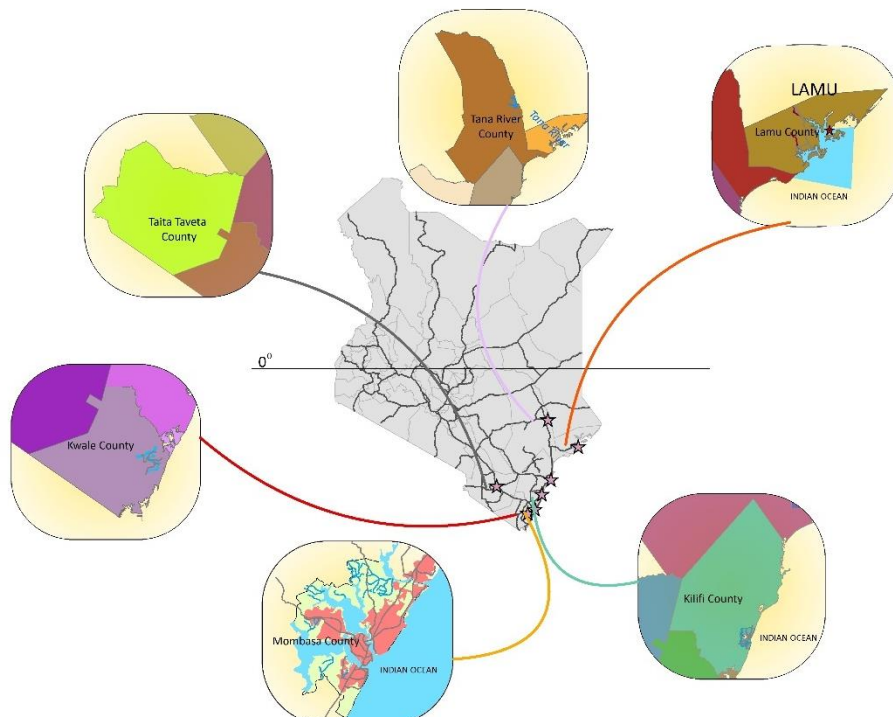 Tana River
County
Tana River
LAMU
Lamu County
INDIAN OCEAN
Taita Taveta
County
0°
Kwale County
Kilifi County
INDIAN OCEAN
Mombasa County
INDIAN OCEAN